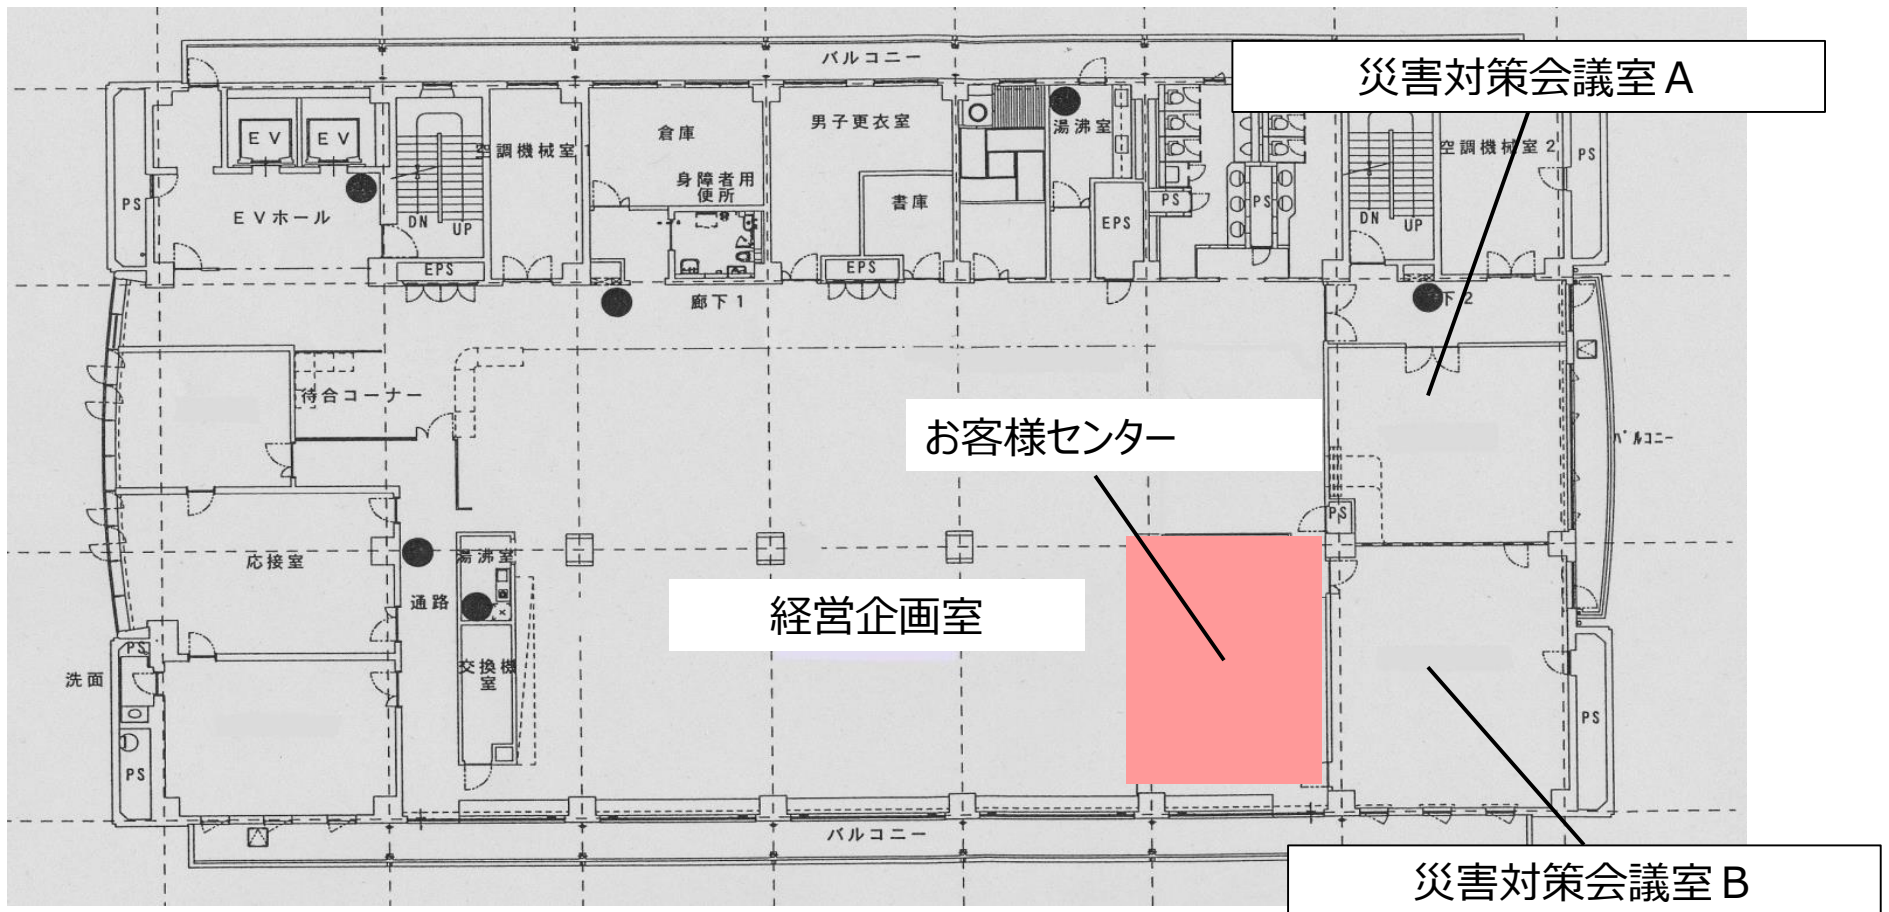 バルコニー
災害対策会議室A
EV
EV
空調機械室1
倉庫
男子更衣室
湯沸室
空調機械室2
PS
身障者用
便所
書庫
PS
EVホール
DN
UP
EPS
PS
PS
DN
UP
EPS
EPS
廊下1
下2
待合コーナー
お客様センター
バルコニー
PS
応接室
湯沸室
通路
経営企画室
PS
洗面
交換機
室
PS
PS
バルコニー
災害対策会議室B